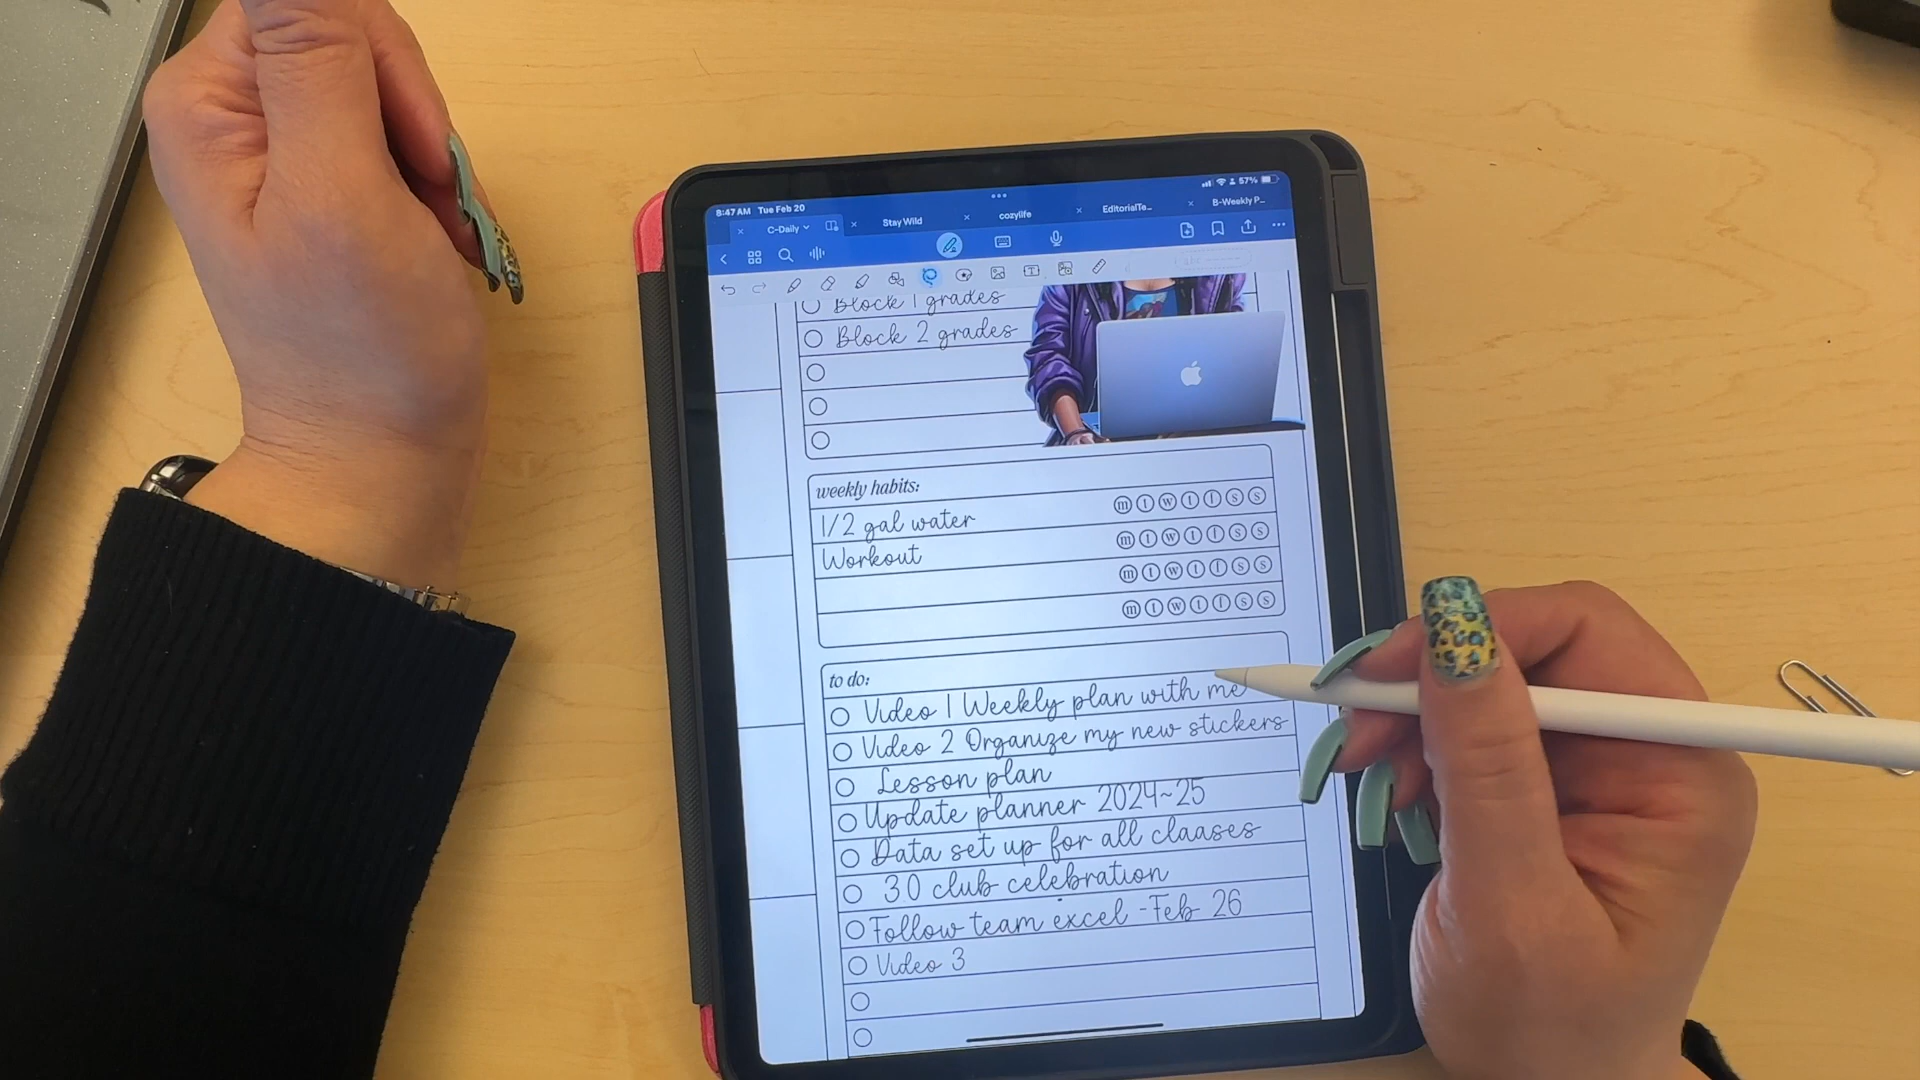 8:47 AM Tue Feb 20
57%
C-Daily
Stay Wild
cozylife
EditorialTe...
B-Weekly P...
Block 1 grades
Block 2 grades
weekly habits:
1/2 gal water m t w t f s s
Workout m t w t f s s
m t w t f s s
m t w t f s s
to do:
Video 1 Weekly plan with me
Video 2 Organize my new stickers
Lesson plan
Update planner 2024-25
Data set up for all claases
30 club celebration
Follow team excel - Feb 26
Video 3